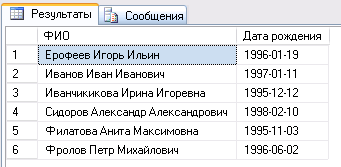 Результаты Сообщения
ФИО Дата рождения
1 Ерофеев Игорь Ильин 1996-01-19
2 Иванов Иван Иванович 1997-01-11
3 Иванчикикова Ирина Игоревна 1995-12-12
4 Сидоров Александр Александрович 1998-02-10
5 Филатова Анита Максимовна 1995-11-03
6 Фролов Петр Михайлович 1996-06-02